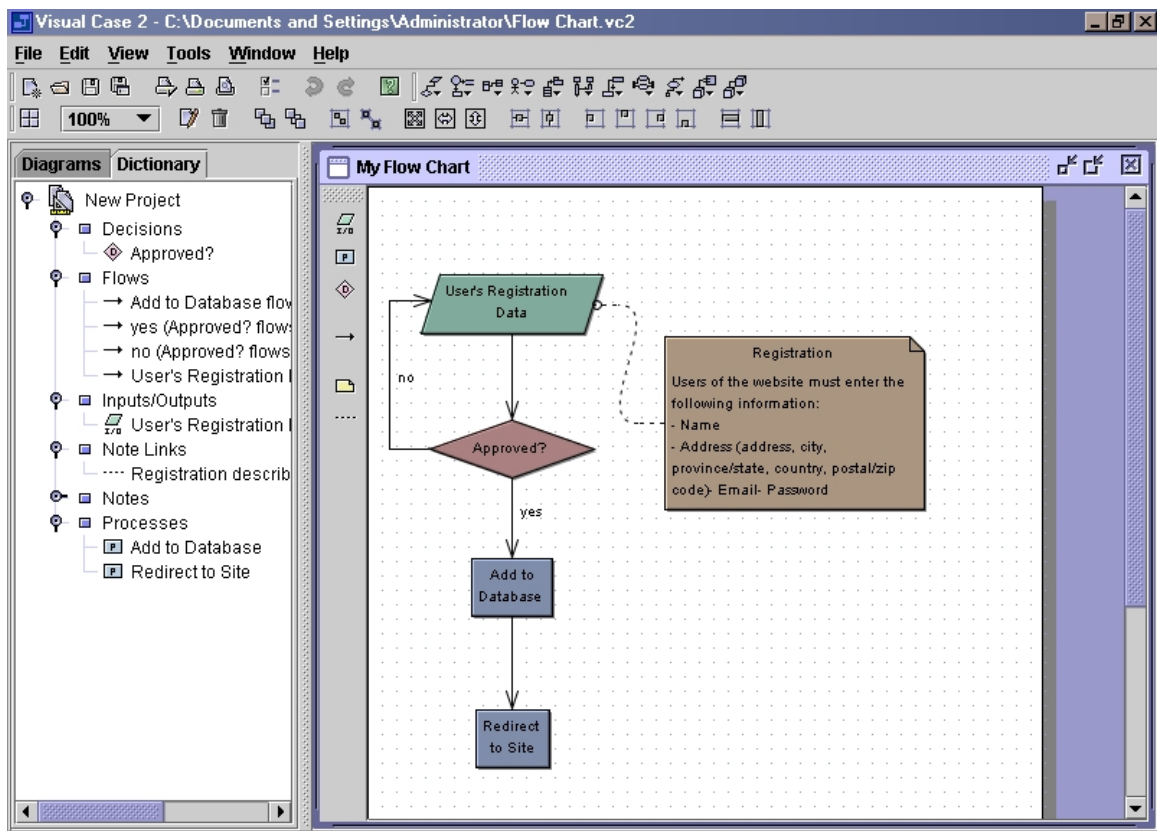 Visual Case 2 - C:\Documents and Settings\Administrator\Flow Chart.vc2
File Edit View Tools Window Help
100%
Diagrams Dictionary
New Project
Decisions
D Approved?
Flows
Add to Database flow
yes (Approved? flows
no (Approved? flows
User's Registration
Inputs/Outputs
I/O User's Registration
Note Links
Registration describ
Notes
Processes
P Add to Database
P Redirect to Site
My Flow Chart
I/O
P
D
User's Registration
Data
no
Approved?
yes
Add to
Database
Redirect
to Site
Registration
Users of the website must enter the
following information:
- Name
- Address (address, city,
province/state, country, postal/zip
code)- Email- Password